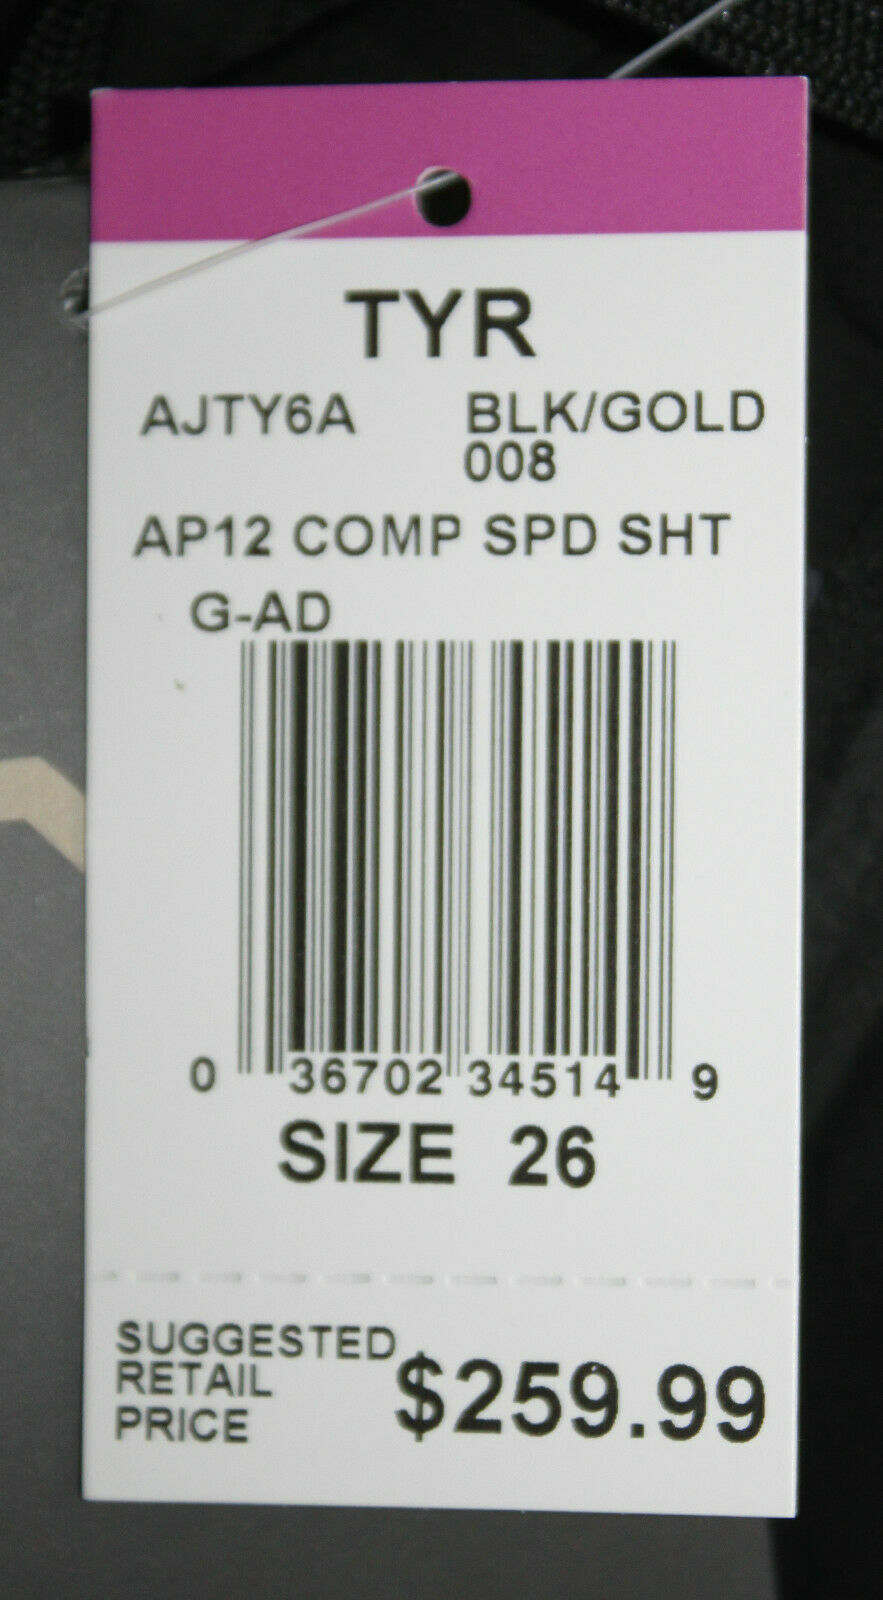 TYR
AJTY6A BLK/GOLD
008
AP12 COMP SPD SHT
G-AD
0 36702 34514 9
SIZE 26
SUGGESTED
RETAIL
PRICE
$259.99